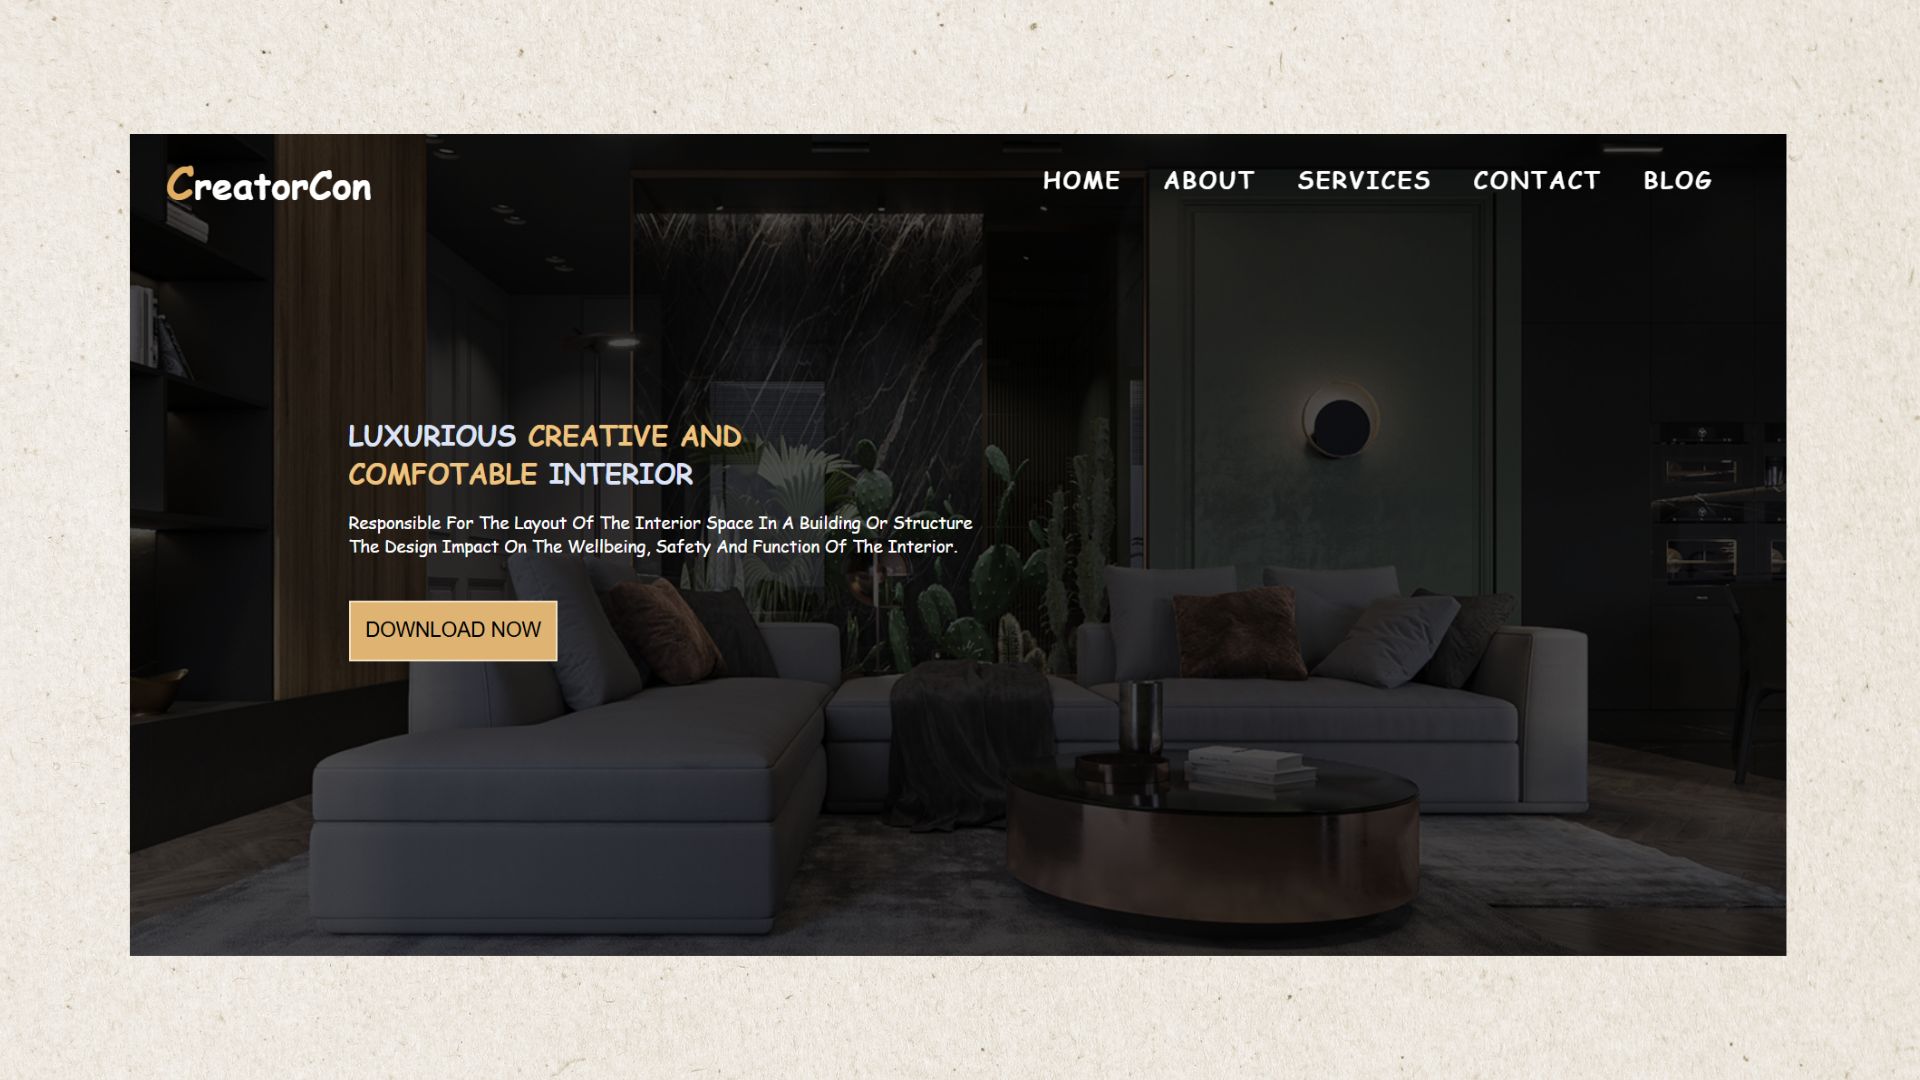 CreatorCon
HOME ABOUT SERVICES CONTACT BLOG
LUXURIOUS CREATIVE AND
COMFOTABLE INTERIOR
Responsible For The Layout Of The Interior Space In A Building Or Structure
The Design Impact On The Wellbeing, Safety And Function Of The Interior.
DOWNLOAD NOW